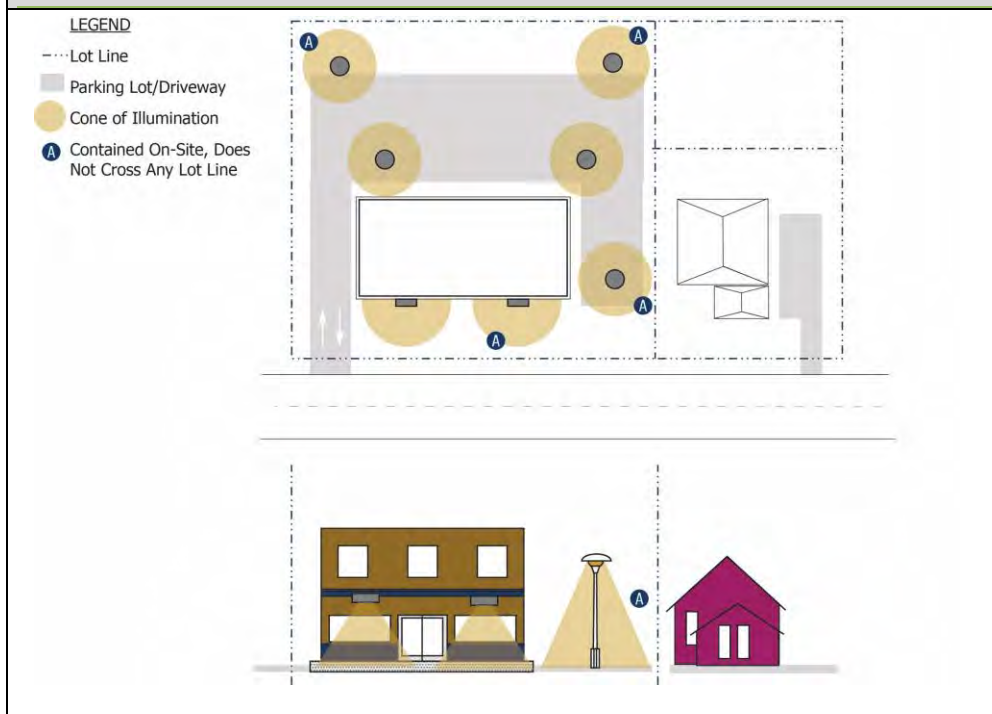 LEGEND
Lot Line
Parking Lot/Driveway
Cone of Illumination
A Contained On-Site, Does
Not Cross Any Lot Line
A
A
A
A
A